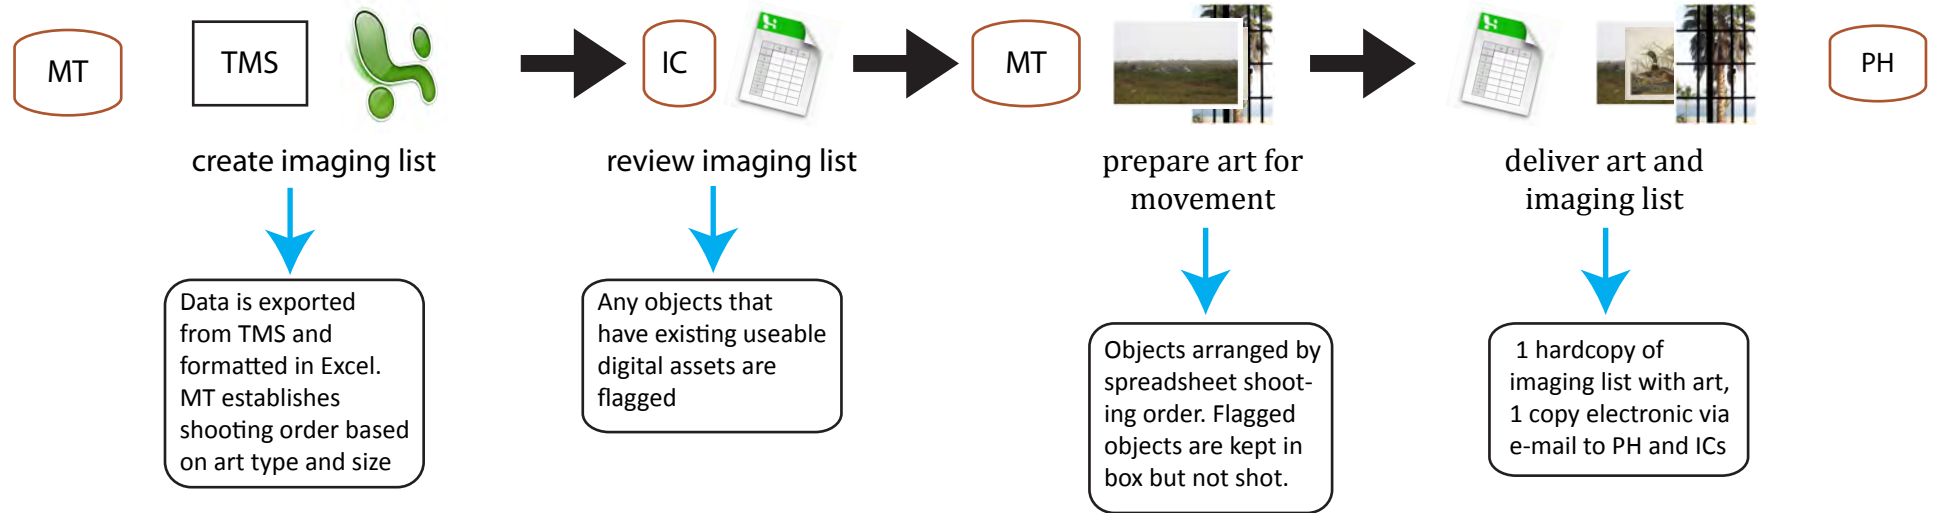 MT
TMS
IC
MT
PH
create imaging list
review imaging list
prepare art for
movement
deliver art and
imaging list
Data is exported
from TMS and
formatted in Excel.
MT establishes
shooting order based
on art type and size
Any objects that
have existing useable
digital assets are
flagged
Objects arranged by
spreadsheet shoot-
ing order. Flagged
objects are kept in
box but not shot.
1 hardcopy of
imaging list with art,
1 copy electronic via
e-mail to PH and ICs